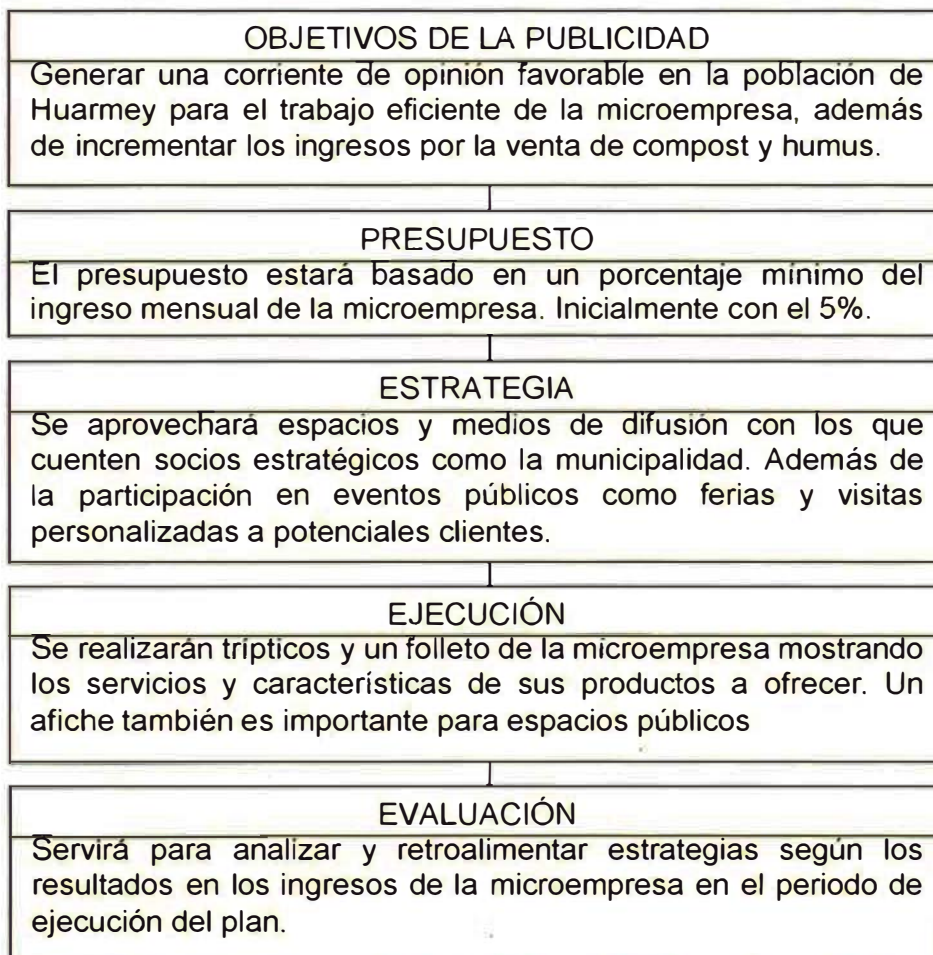 OBJETIVOS DE LA PUBLICIDAD
Generar una corriente de opinión favorable en la población de
Huarmey para el trabajo eficiente de la microempresa, además
de incrementar los ingresos por la venta de compost y humus.
PRESUPUESTO
El presupuesto estará basado en un porcentaje mínimo del
ingreso mensual de la microempresa. Inicialmente con el 5%.
ESTRATEGIA
Se aprovechará espacios y medios de difusión con los que
cuenten socios estratégicos como la municipalidad. Además de
la participación en eventos públicos como ferias y visitas
personalizadas a potenciales clientes.
EJECUCIÓN
Se realizarán trípticos y un folleto de la microempresa mostrando
los servicios y características de sus productos a ofrecer. Un
afiche también es importante para espacios públicos
EVALUACIÓN
Servirá para analizar y retroalimentar estrategias según los
resultados en los ingresos de la microempresa en el periodo de
ejecución del plan.